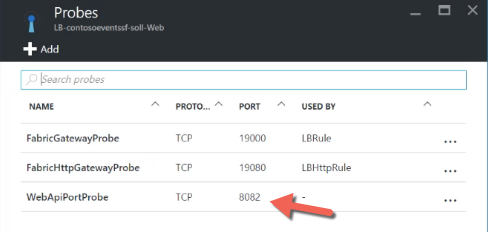 Probes
LB-contosoeventssf-soll-Web
Add
Search probes
NAME PROTO... PORT USED BY
FabricGatewayProbe TCP 19000 LBRule ...
FabricHttpGatewayProbe TCP 19080 LBHttpRule ...
WebApiPortProbe TCP 8082 - ...